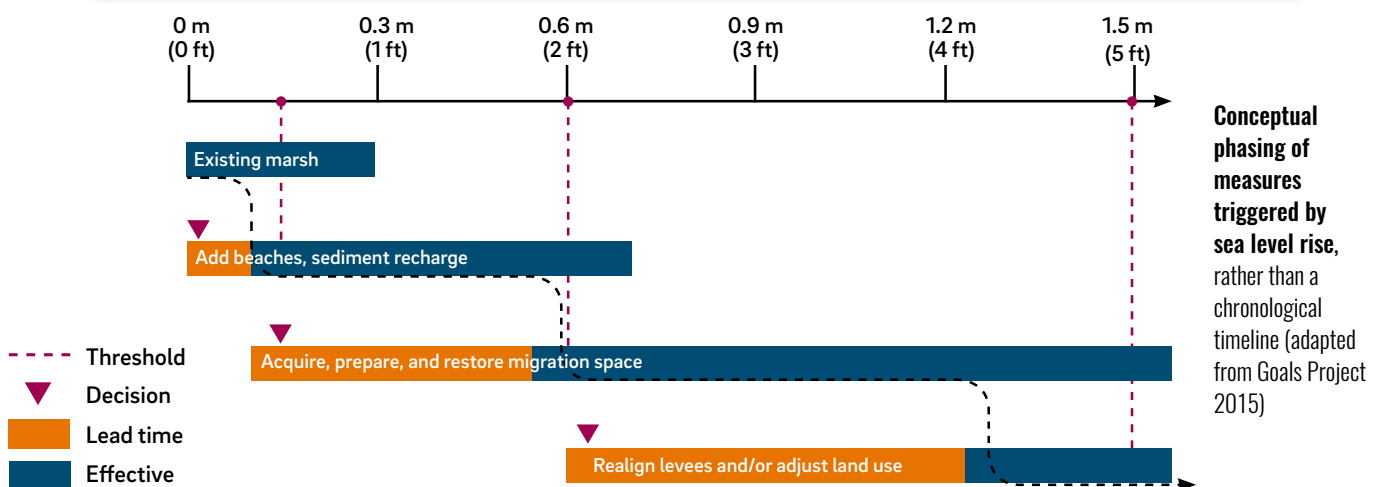 0 m
(0 ft)
0.3 m
(1 ft)
0.6 m
(2 ft)
0.9 m
(3 ft)
1.2 m
(4 ft)
1.5 m
(5 ft)
Existing marsh
Add beaches, sediment recharge
Acquire, prepare, and restore migration space
Realign levees and/or adjust land use
Threshold
Decision
Lead time
Effective
Conceptual
phasing of
measures
triggered by
sea level rise,
rather than a
chronological
timeline (adapted
from Goals Project
2015)